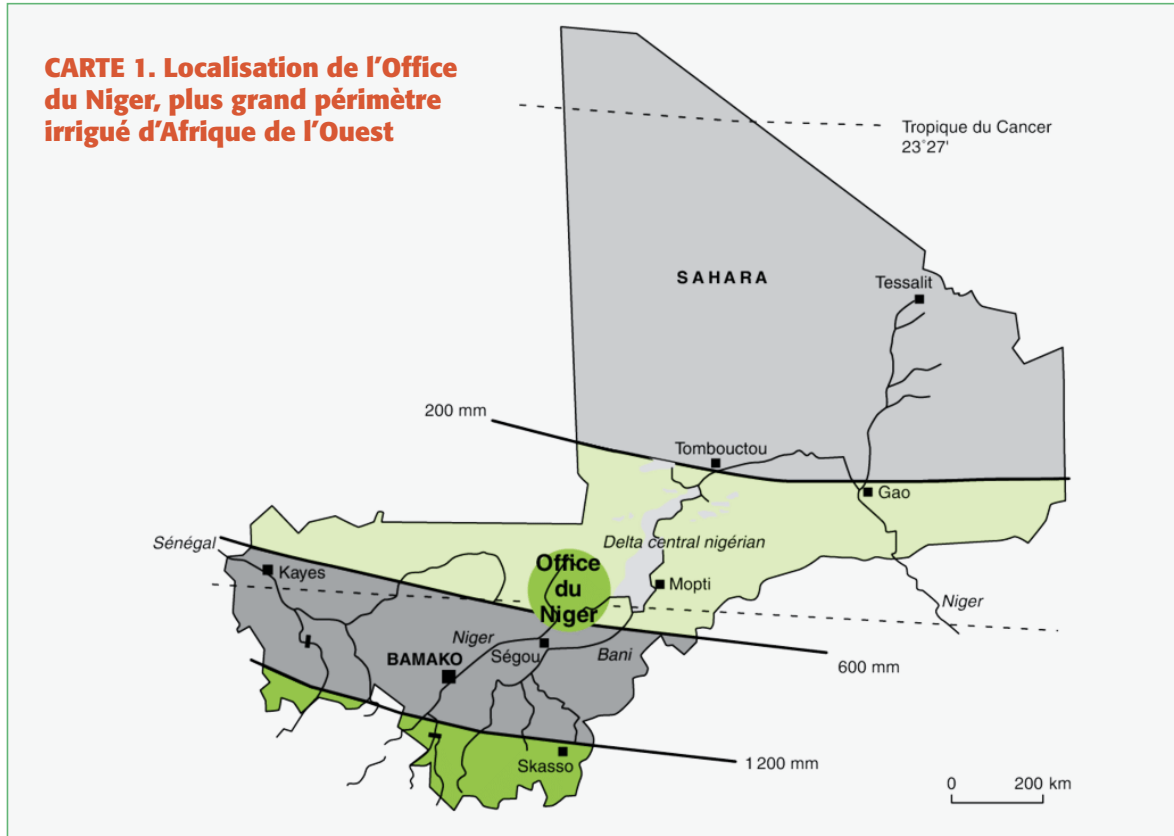 CARTE 1. Localisation de l'Office
du Niger, plus grand périmètre
irrigué d'Afrique de l'Ouest
Tropique du Cancer
23°27'
SAHARA
Tessalit
200 mm
Tombouctou
Gao
Sénégal
Kayes
Delta central nigérian
Office
du
Niger
Mopti
Niger
Niger
Ségou
Bani
BAMAKO
600 mm
1 200 mm
Skasso
0 200 km